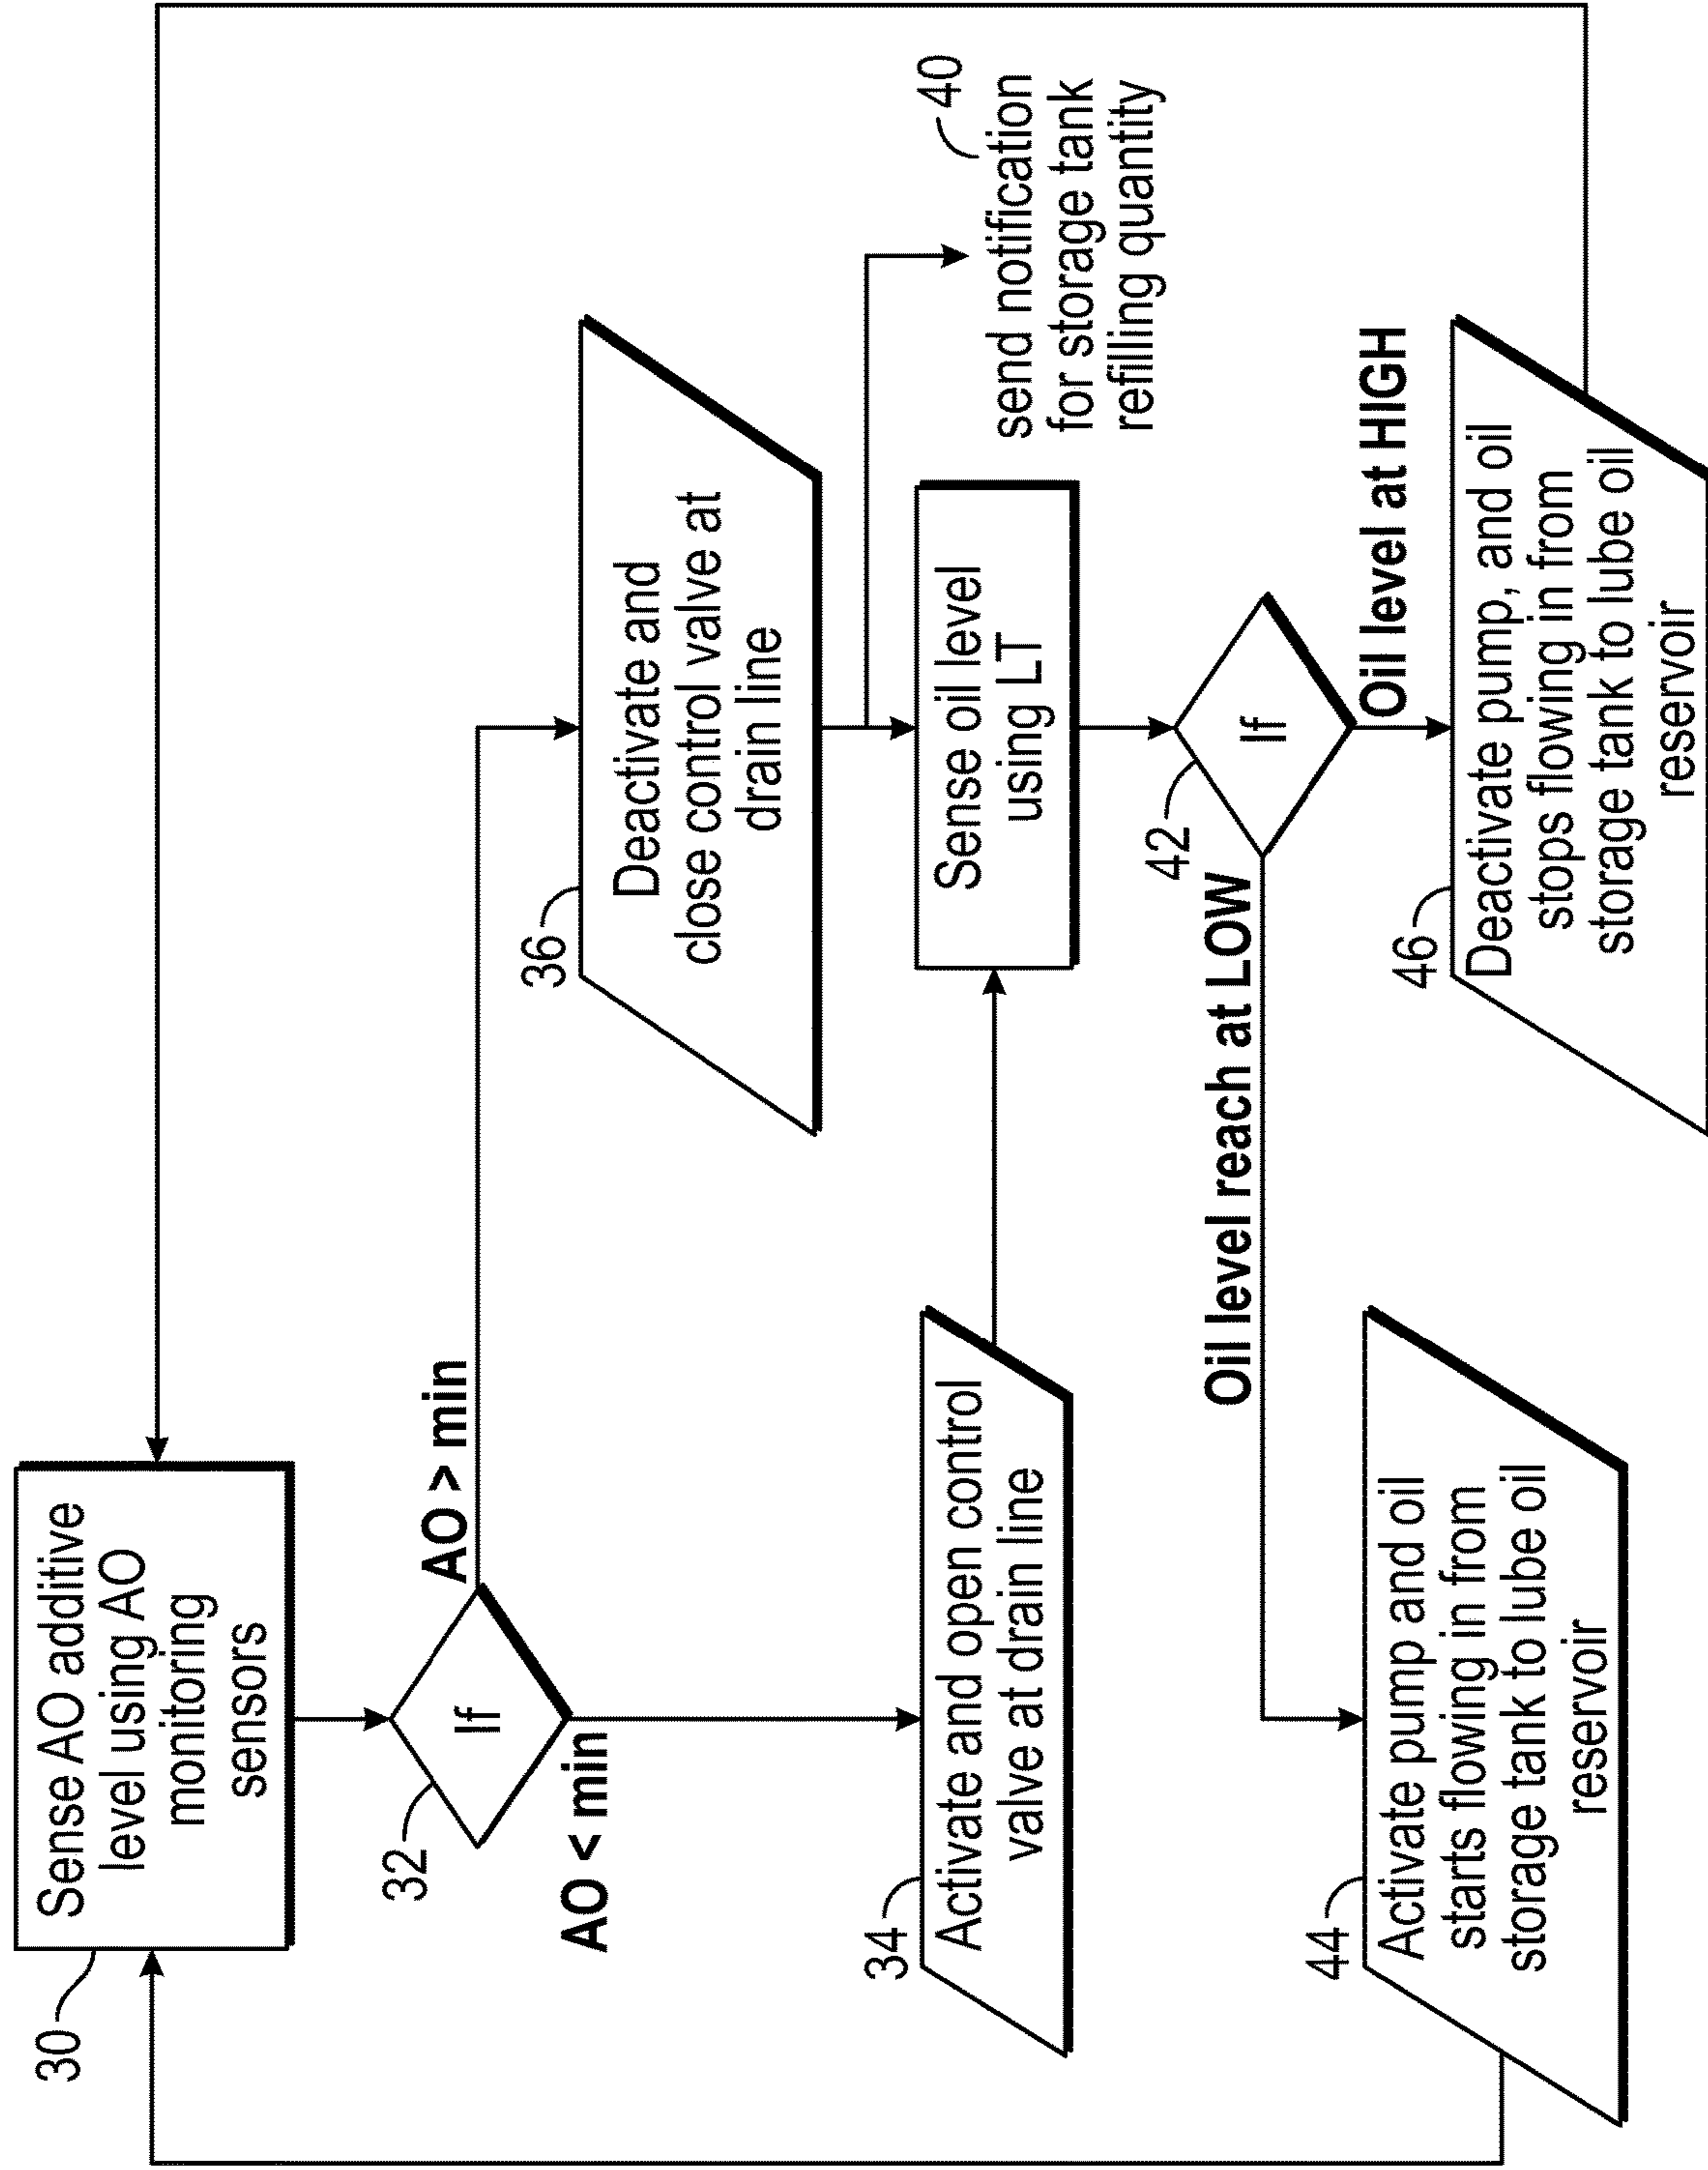 30
Sense AO additive
level using AO
monitoring
sensors
32
If
AO > min
AO < min
36
Deactivate and
close control valve at
drain line
34
Activate and open control
valve at drain line
40
send notification
for storage tank
refilling quantity
Sense oil level
using LT
42
If
Oil level reach at LOW
Oil level at HIGH
44
Activate pump and oil
starts flowing in from
storage tank to lube oil
reservoir
46
Deactivate pump, and oil
stops flowing in from
storage tank to lube oil
reservoir